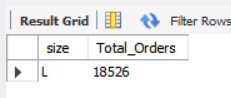 Result Grid Filter Rows
size Total_Orders
L 18526